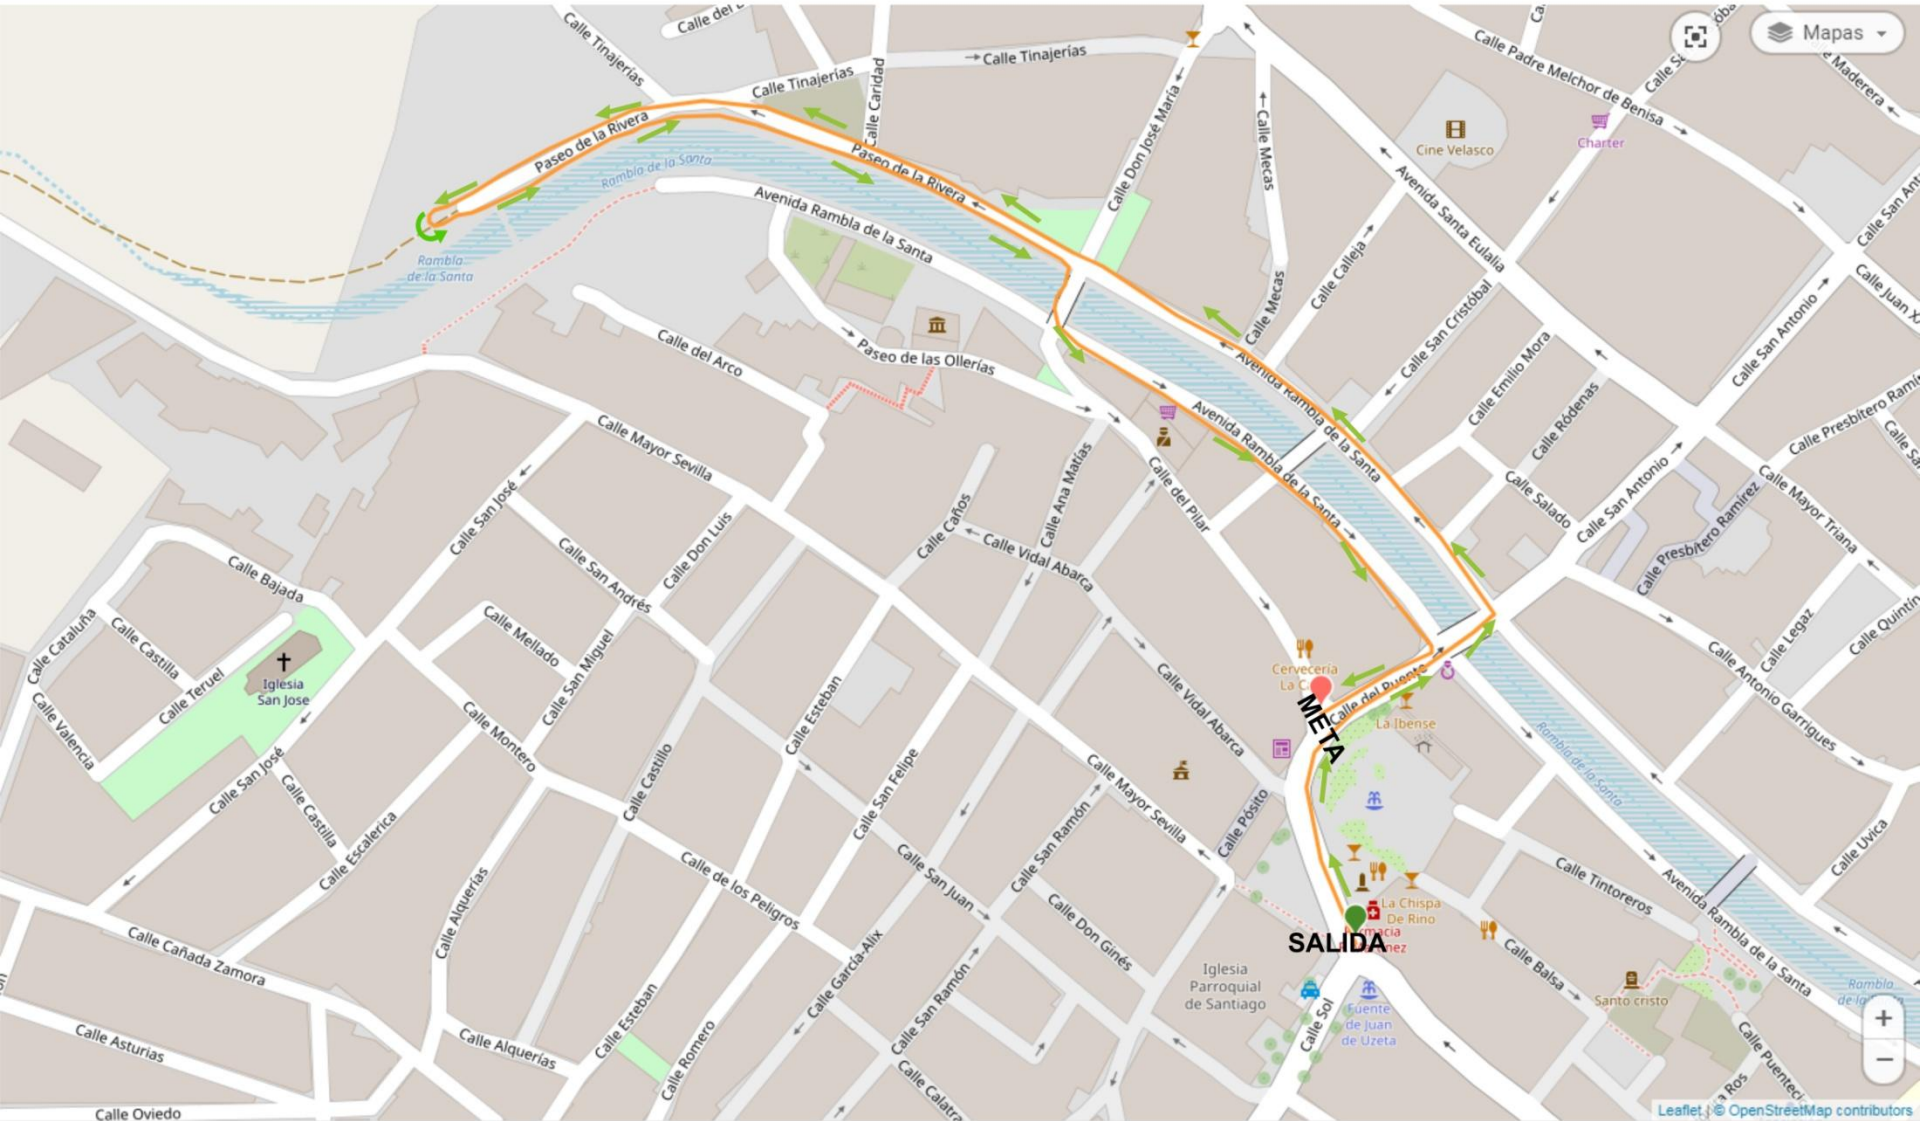 Calle Tinajerías
Calle Tinajerías
Calle Tinajerías
Calle Caridad
Calle Don José María
Calle Mecas
Calle Mecas
Calle Padre Melchor de Benisa
Mapas
Cine Velasco
Charter
Avenida Santa Eulalia
Paseo de la Rivera
Paseo de la Rivera
Rambla de la Santa
Rambla
de la Santa
Avenida Rambla de la Santa
Calle Calleja
Calle San Cristóbal
Calle Emilio Mora
Calle Ródenas
Calle San Antonio
Calle San Antonio
Calle Salado
Calle Presbítero Ramírez
Calle Mayor Triana
Calle Legaz
Calle Antonio Garrigues
Calle Uvica
Avenida Rambla de la Santa
Avenida Rambla de la Santa
Calle del Arco
Paseo de las Ollerías
Calle Mayor Sevilla
Calle del Pilar
Calle Ana Matías
Calle Caños
Calle Vidal Abarca
Calle Vidal Abarca
Calle San José
Calle Don Luis
Calle San Andrés
Calle Bajada
Calle Cataluña
Calle Castilla
Calle Teruel
Calle Valencia
Iglesia
San Jose
Calle Mellado
Calle San Miguel
Calle Montero
Calle Esteban
Calle San Felipe
Calle Castillo
Calle San José
Calle Castilla
Calle Escalerica
Calle Alquerías
Calle de los Peligros
Calle San Juan
Calle San Ramón
Calle Mayor Sevilla
Calle Pósito
Cervecería
META
Calle del Puente
La Ibense
Rambla de la Santa
La Chispa
De Rino
SALIDA
Calle Tintoreros
Avenida Rambla de la Santa
Calle Balsa
Santo cristo
Calle Don Ginés
Iglesia
Parroquial
de Santiago
Fuente
de Juan
de Uzeta
Calle Sol
Calle Cañada Zamora
Calle García-Alix
Calle San Ramón
Calle Esteban
Calle Romero
Calle Alquerías
Calle Asturias
Calle Oviedo
Rambla
+
−
Leaflet | © OpenStreetMap contributors